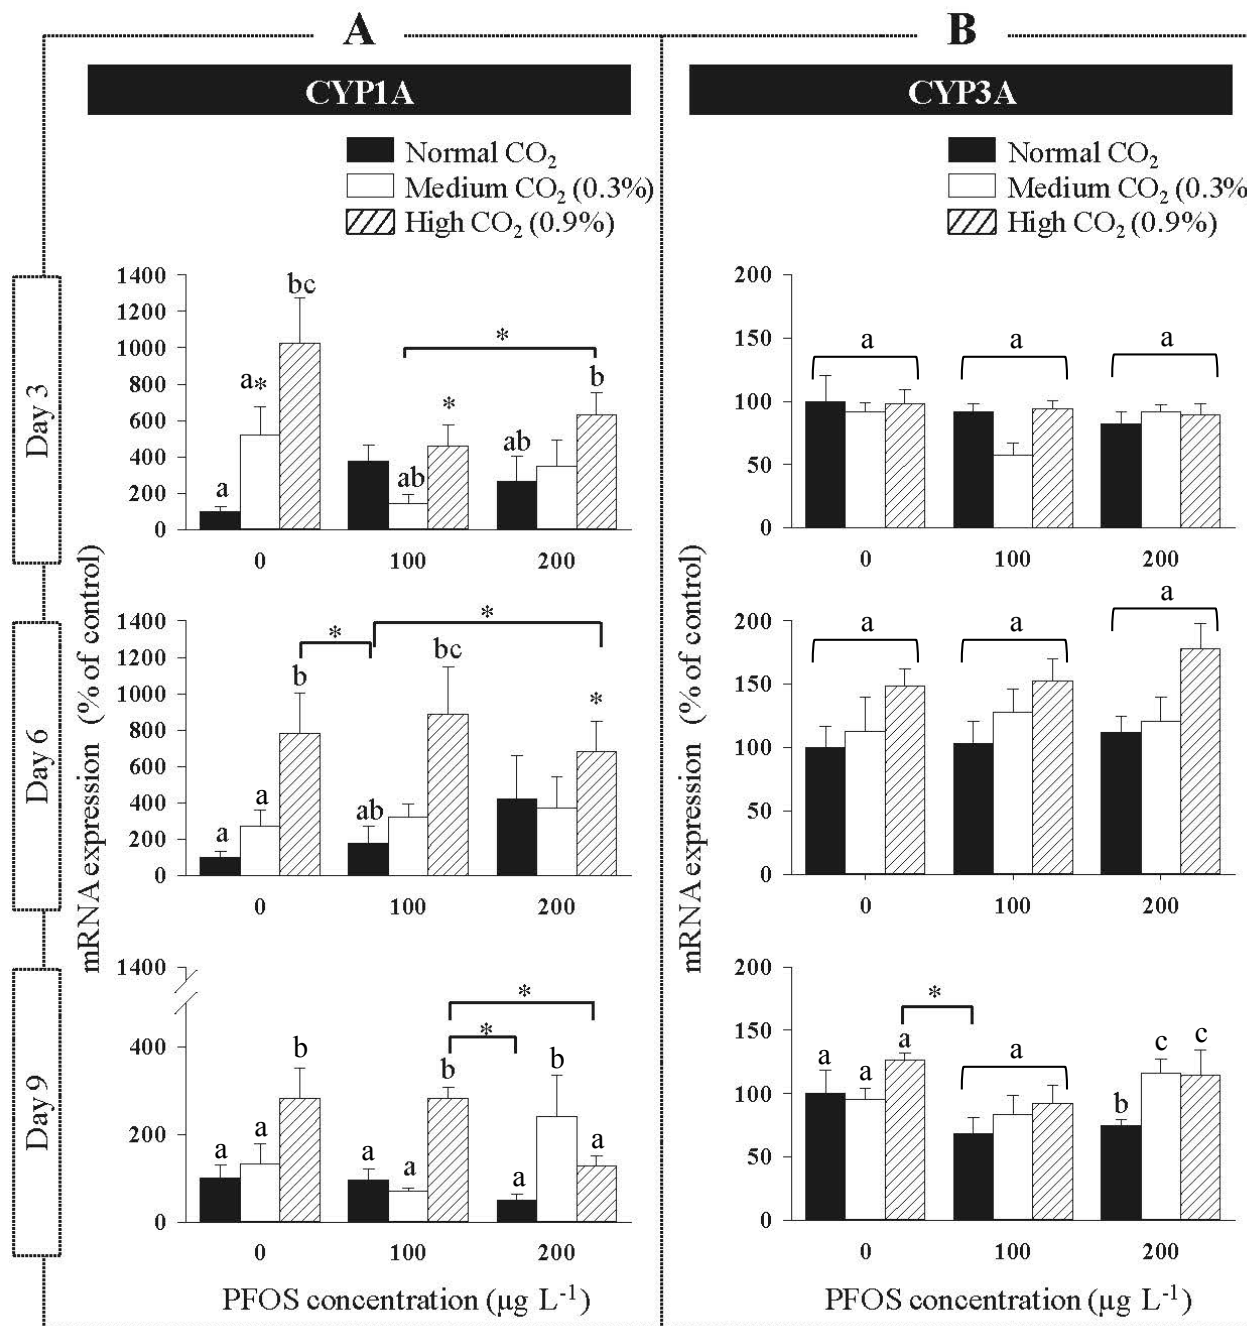 A
B
CYP1A
CYP3A
Normal CO₂
Medium CO₂ (0.3%)
High CO₂ (0.9%)
Normal CO₂
Medium CO₂ (0.3%
High CO₂ (0.9%)
Day 3
Day 6
Day 9
mRNA expression (% of control)
1400
1200
1000
800
600
400
200
0
a
a*
bc
ab
*
ab
b
*
0
100
200
1400
1200
1000
800
600
400
200
0
a
a
b
*
ab
bc
*
*
0
100
200
1400
400
200
0
a
a
b
a
a
b
*
*
a
b
a
0
100
200
PFOS concentration (µg L⁻¹)
mRNA expression (% of control)
200
150
100
50
0
a
a
a
0
100
200
200
150
100
50
0
a
a
a
0
100
200
200
150
100
50
0
a
a
a
*
a
b
c
c
0
100
200
PFOS concentration (µg L⁻¹)